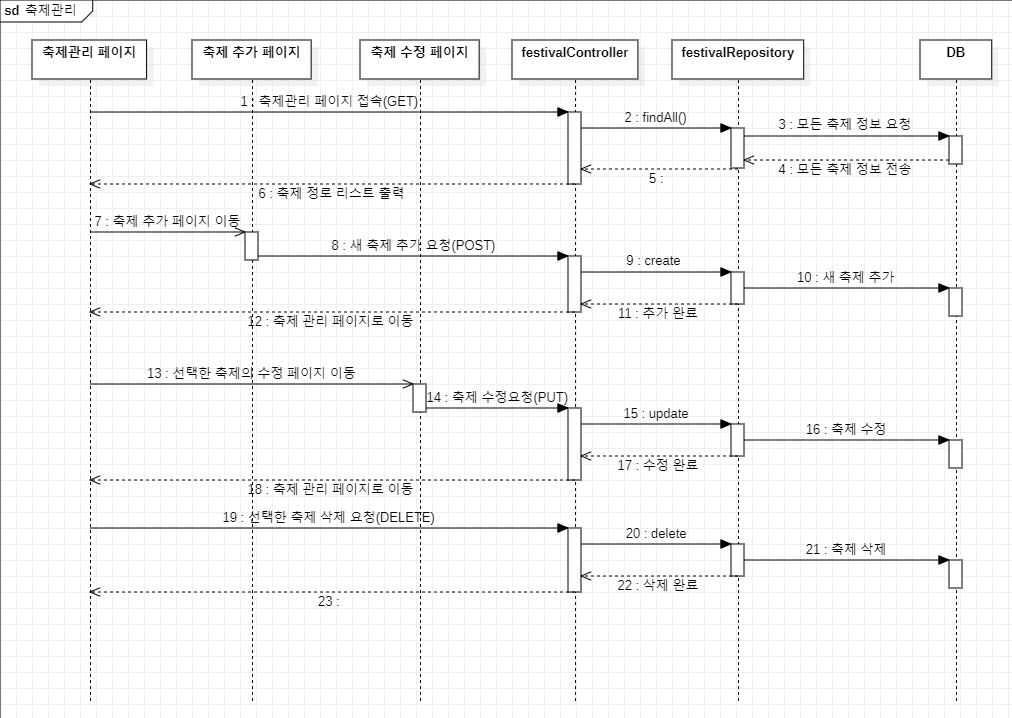 sd 축제관리
축제관리 페이지
축제 추가 페이지
축제 수정 페이지
festivalController
festivalRepository
DB
1 : 축제관리 페이지 접속(GET)
2 : findAll()
3 : 모든 축제 정보 요청
4 : 모든 축제 정보 전송
5 :
6 : 축제 정로 리스트 출력
7 : 축제 추가 페이지 이동
8 : 새 축제 추가 요청(POST)
9 : create
10 : 새 축제 추가
11 : 추가 완료
12 : 축제 관리 페이지로 이동
13 : 선택한 축제의 수정 페이지 이동
14 : 축제 수정요청(PUT)
15 : update
16 : 축제 수정
17 : 수정 완료
18 : 축제 관리 페이지로 이동
19 : 선택한 축제 삭제 요청(DELETE)
20 : delete
21 : 축제 삭제
22 : 삭제 완료
23 :